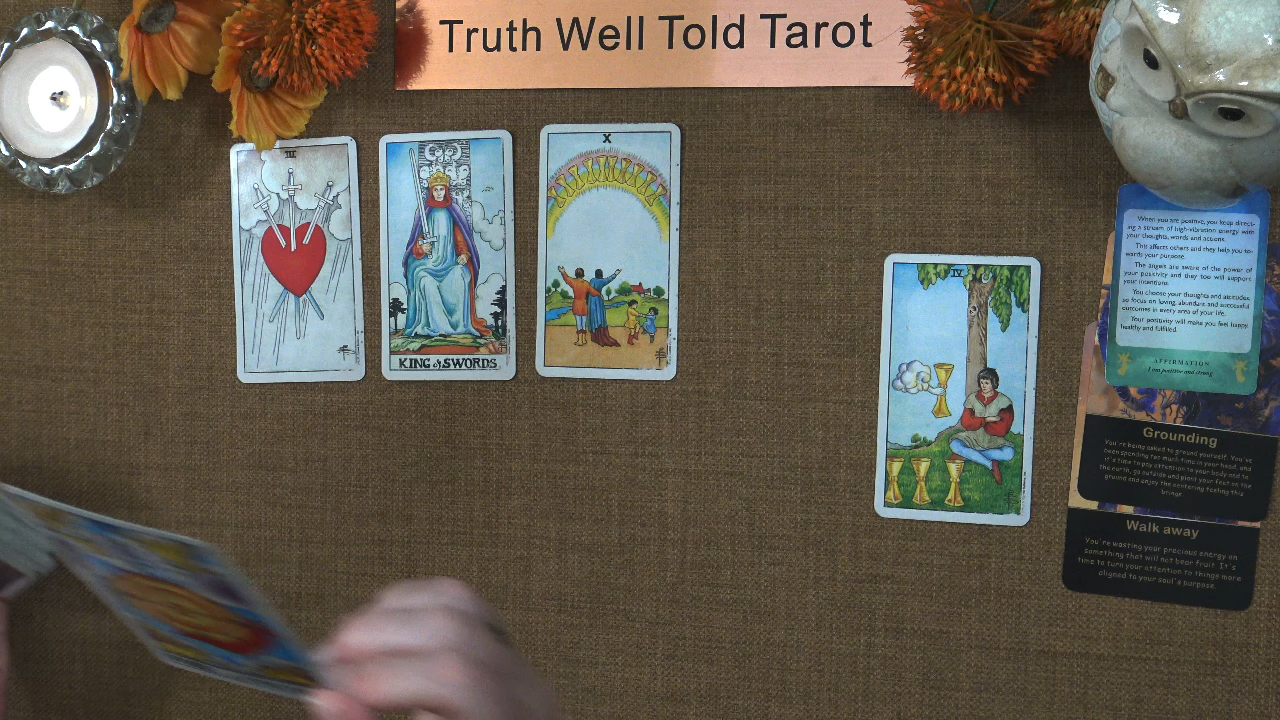 Truth Well Told Tarot
III
X
KING of SWORDS
IV
When you are positive, you keep direct-
ing a stream of high-vibration energy with
your thoughts, words and actions.
This affects others and they help you to-
wards your purpose.
The angels are aware of the power of
your positivity and they too will support
your intentions.
You choose your thoughts and attitudes,
so focus on loving, abundant and successful
outcomes in every area of your life.
Your positivity will make you feel happy,
healthy and fulfilled.
AFFIRMATION
I am positive and strong
Grounding
You're being asked to ground yourself. You've
been spending too much time in your head, and
it's time to pay attention to your body and to
the earth, go outside and plant your feet on the
ground and enjoy the centering feeling this
brings.
Walk away
You're wasting your precious energy on
something that will not bear fruit. It's
time to turn your attention to things more
aligned to your soul's purpose.